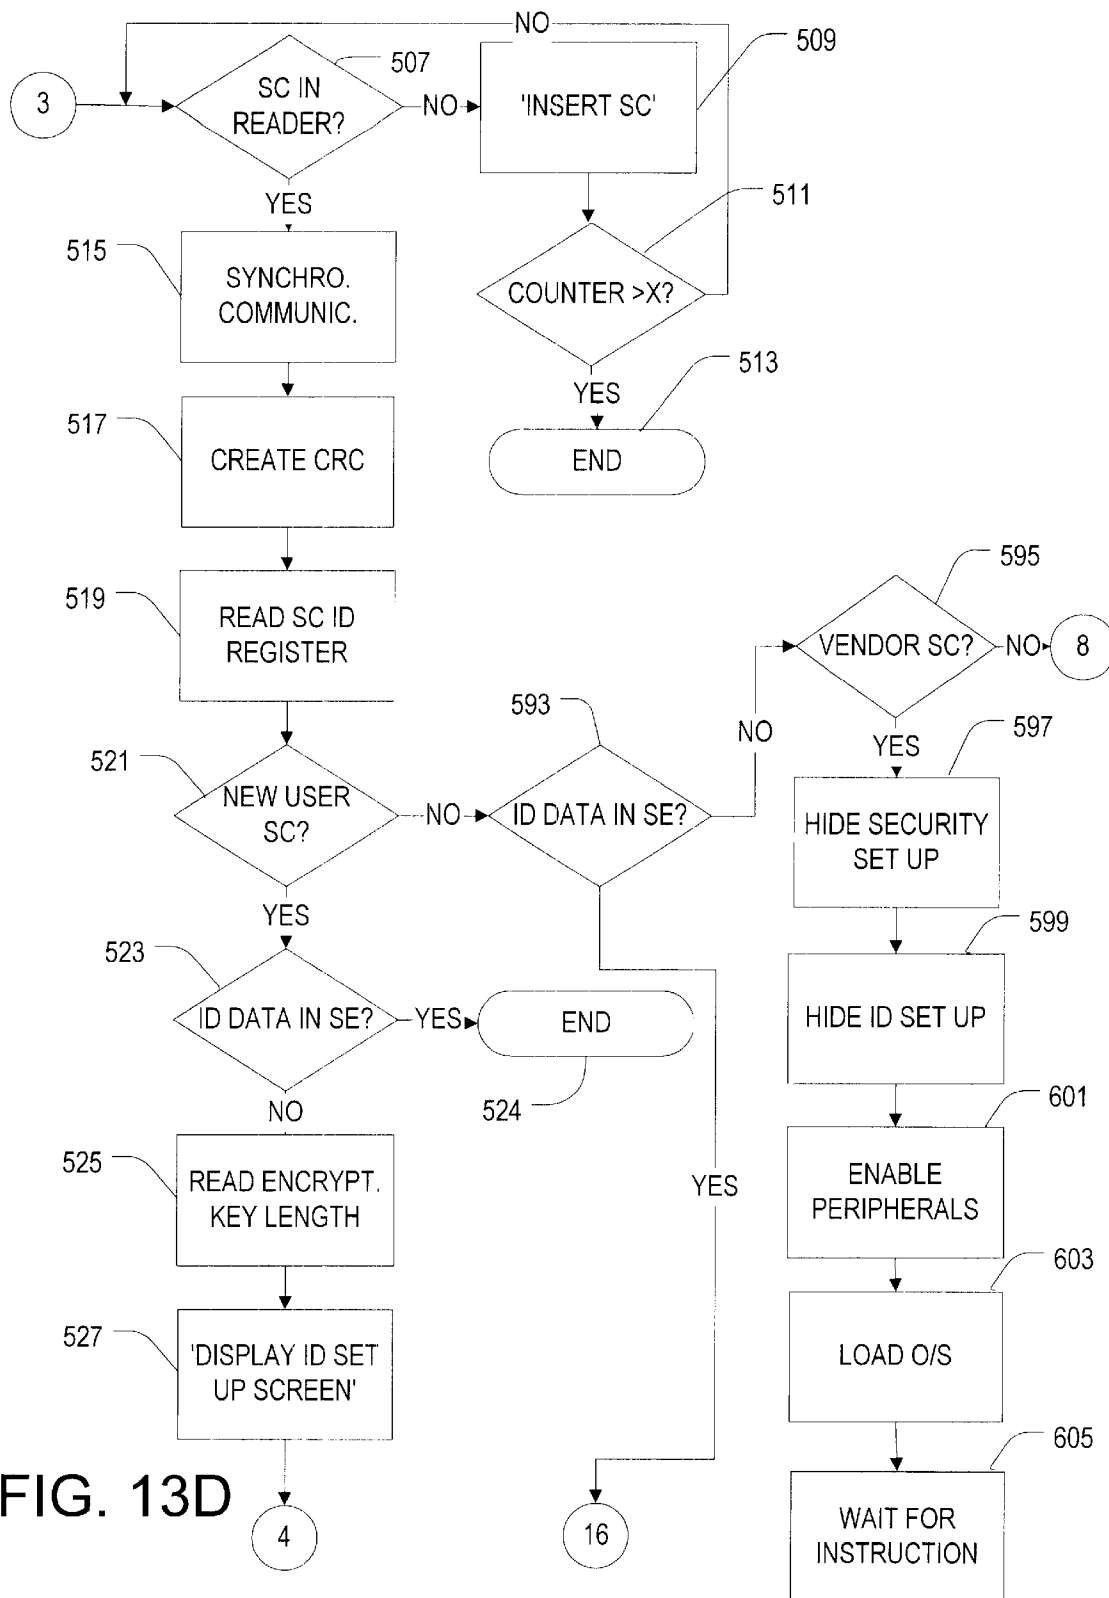 NO
507
509
3
SC IN
READER?
NO
'INSERT SC'
YES
511
515
SYNCHRO.
COMMUNIC.
COUNTER >X?
513
YES
517
CREATE CRC
END
595
519
READ SC ID
REGISTER
VENDOR SC?
NO
8
593
NO
597
521
YES
NEW USER
SC?
NO
ID DATA IN SE?
HIDE SECURITY
SET UP
YES
599
523
ID DATA IN SE?
YES
END
HIDE ID SET UP
524
NO
601
525
READ ENCRYPT.
KEY LENGTH
YES
ENABLE
PERIPHERALS
603
527
'DISPLAY ID SET
UP SCREEN'
LOAD O/S
605
FIG. 13D
4
16
WAIT FOR
INSTRUCTION